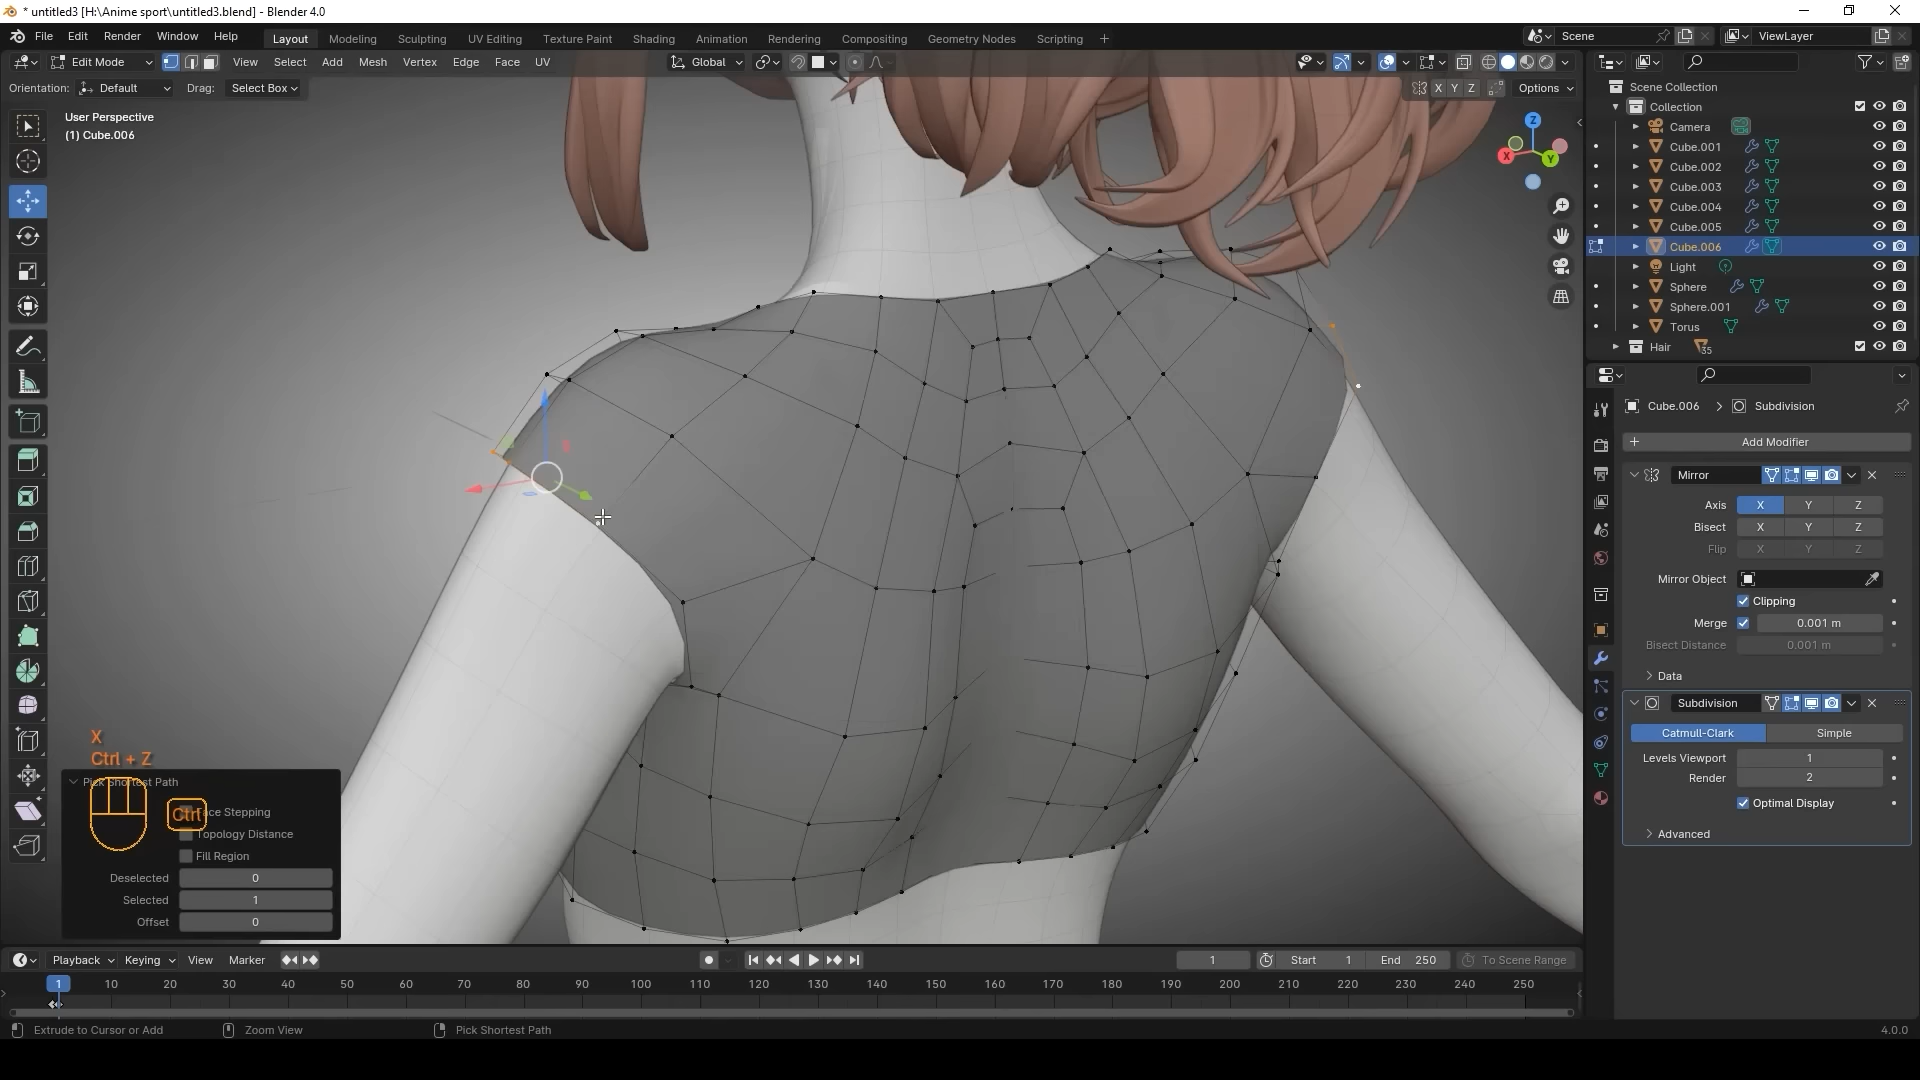 * untitled3 [H:\Anime sport\untitled3.blend] - Blender 4.0
File Edit Render Window Help Layout Modeling Sculpting UV Editing Texture Paint Shading Animation Rendering Compositing Geometry Nodes Scripting + Scene ViewLayer
Edit Mode View Select Add Mesh Vertex Edge Face UV Global
Orientation: Default Drag: Select Box X Y Z Options
User Perspective
(1) Cube.006
Z
X
Y
Scene Collection
Collection
Camera
Cube.001
Cube.002
Cube.003
Cube.004
Cube.005
Cube.006
Light
Sphere
Sphere.001
Torus
Hair 35
Cube.006 > Subdivision
+ Add Modifier
Mirror
Axis X Y Z
Bisect X Y Z
Flip X Y Z
Mirror Object
Clipping
Merge 0.001 m
Bisect Distance 0.001 m
Data
Subdivision
Catmull-Clark Simple
Levels Viewport 1
Render 2
Optimal Display
Advanced
X
Ctrl + Z
Pick Shortest Path
Ctrl
Face Stepping
Topology Distance
Fill Region
Deselected 0
Selected 1
Offset 0
Playback Keying View Marker 1 Start 1 End 250 To Scene Range
1 10 20 30 40 50 60 70 80 90 100 110 120 130 140 150 160 170 180 190 200 210 220 230 240 250
Extrude to Cursor or Add Zoom View Pick Shortest Path 4.0.0